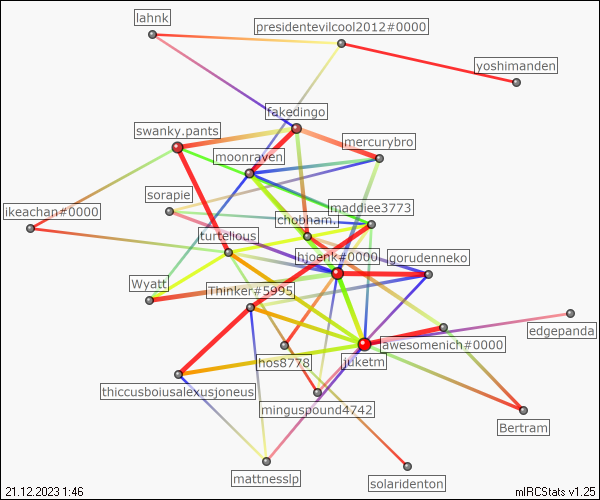 lahnk
presidentevilcool2012#0000
yoshimanden
fakedingo
swanky.pants
mercurybro
moonraven
sorapie
maddiee3773
ikeachan#0000
chobham.
turtellous
hjoenk#0000
gorudenneko
Wyatt
Thinker#5995
edgepanda
awesomenich#0000
hos8778
juketm
thiccusboiusalexusjoneus
minguspound4742
Bertram
mattnesslp
solaridenton
21.12.2023 1:46
mIRCStats v1.25